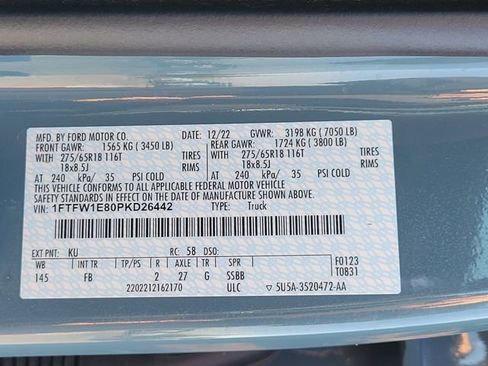 MFD. BY FORD MOTOR CO. 12/22 GVWR: 3198 KG ( 7050 LB)
FRONT GAWR: 1565 KG ( 3450 LB) REAR GAWR: 1724 KG ( 3800 LB)
WITH 275/65R18 116T TIRES WITH 275/65R18 116T TIRES
18x8.5J RIMS 18x8.5J RIMS
AT 240 kPa/ 35 PSI COLD AT 240 kPa/ 35 PSI COLD
THIS VEHICLE CONFORMS TO ALL APPLICABLE FEDERAL MOTOR VEHICLE
SAFETY STANDARDS IN EFFECT ON THE DATE OF MANUFACTURE SHOWN ABOVE.
VIN: 1FTFW1E80PKD26442 TYPE: Truck
EXT PNT: KU RC: 58 DSO: F0123
WB INT TR TP/PS R AXLE TR SPR T0831
145 FB 2 27 G SSBB
2202212162170 ULC ▽ 5U5A-3520472-AA